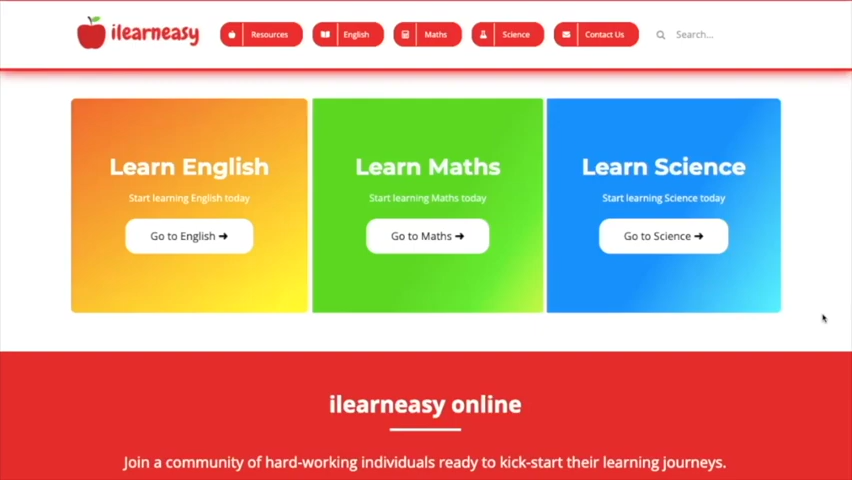 ilearneasy
Resources
English
Maths
Science
Contact Us
Search...
Learn English
Start learning English today
Go to English ➜
Learn Maths
Start learning Maths today
Go to Maths ➜
Learn Science
Start learning Science today
Go to Science ➜
ilearneasy online
Join a community of hard-working individuals ready to kick-start their learning journeys.